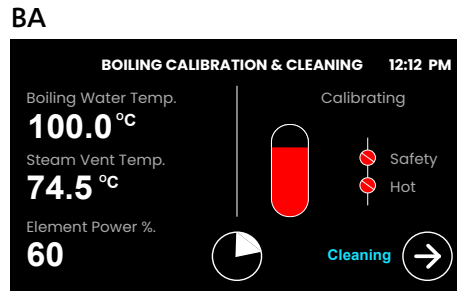 BA
BOILING CALIBRATION & CLEANING 12:12 PM
Boiling Water Temp.
100.0 °C
Steam Vent Temp.
74.5 °C
Element Power %.
60
Calibrating
Safety
Hot
Cleaning